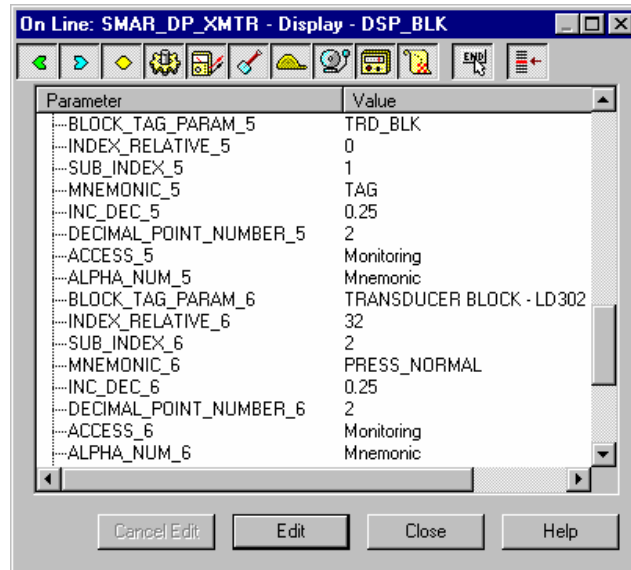 On Line: SMAR_DP_XMTR - Display - DSP_BLK
END
Parameter Value
BLOCK_TAG_PARAM_5 TRD_BLK
INDEX_RELATIVE_5 0
SUB_INDEX_5 1
MNEMONIC_5 TAG
INC_DEC_5 0.25
DECIMAL_POINT_NUMBER_5 2
ACCESS_5 Monitoring
ALPHA_NUM_5 Mnemonic
BLOCK_TAG_PARAM_6 TRANSDUCER BLOCK - LD302
INDEX_RELATIVE_6 32
SUB_INDEX_6 2
MNEMONIC_6 PRESS_NORMAL
INC_DEC_6 0.25
DECIMAL_POINT_NUMBER_6 2
ACCESS_6 Monitoring
ALPHA_NUM_6 Mnemonic
Cancel Edit Edit Close Help